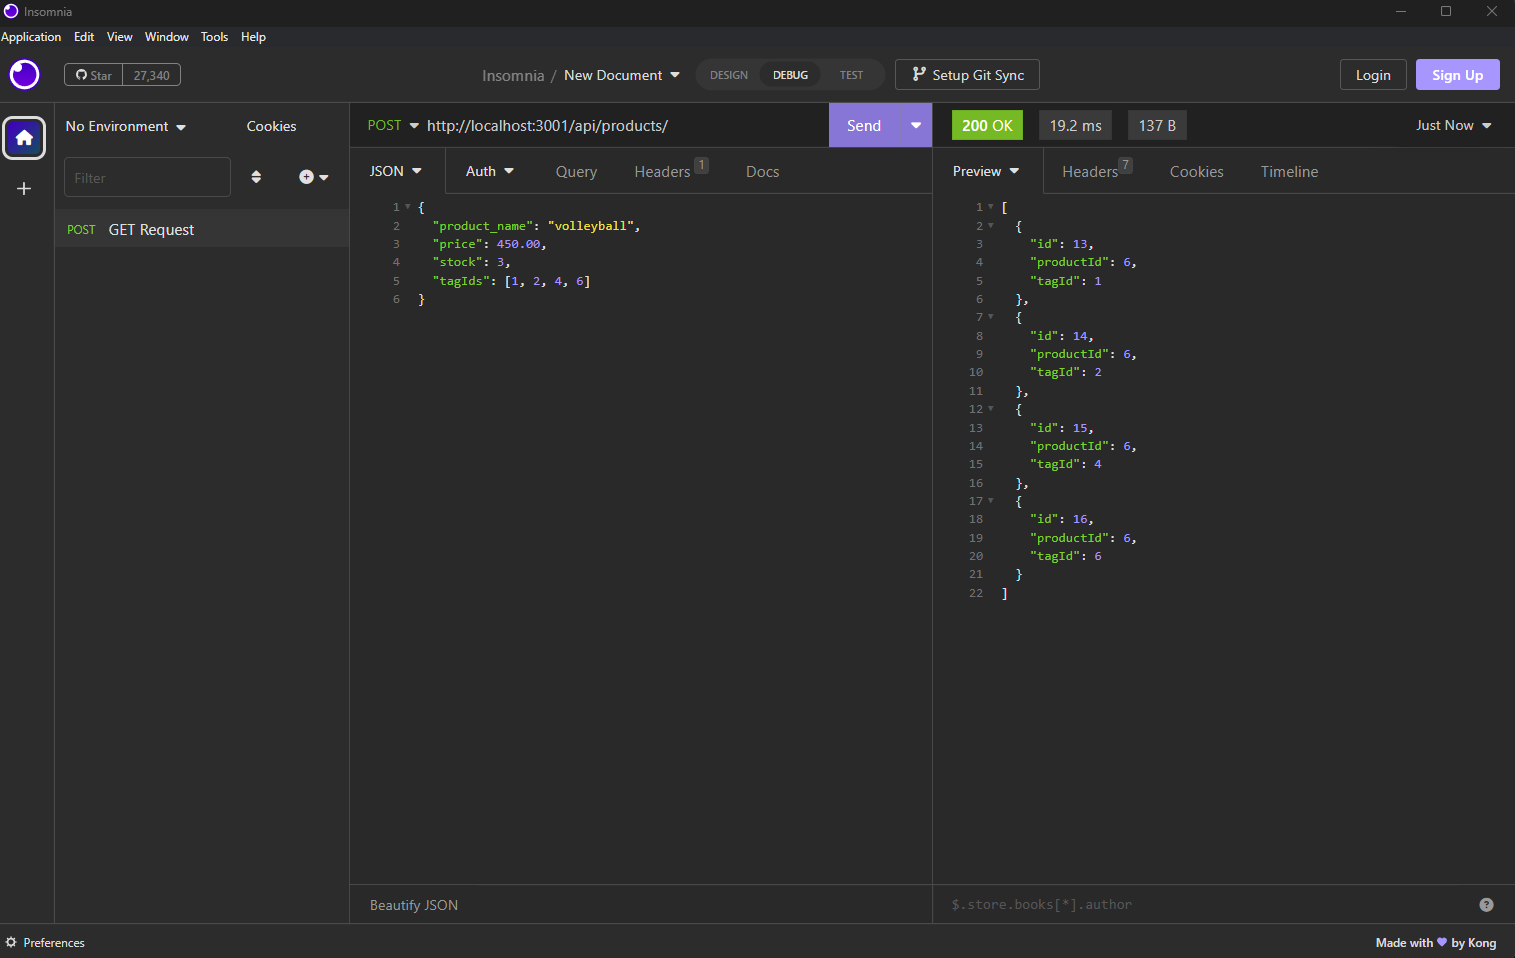 Insomnia
Application Edit View Window Tools Help
Star 27,340
Insomnia / New Document
DESIGN DEBUG TEST
Setup Git Sync
Login
Sign Up
No Environment
Cookies
Filter
POST GET Request
POST http://localhost:3001/api/products/
Send
JSON Auth Query Headers 1 Docs
1 {
2 "product_name": "volleyball",
3 "price": 450.00,
4 "stock": 3,
5 "tagIds": [1, 2, 4, 6]
6 }
Beautify JSON
200 OK 19.2 ms 137 B
Just Now
Preview Headers 7 Cookies Timeline
1 [
2 {
3 "id": 13,
4 "productId": 6,
5 "tagId": 1
6 },
7 {
8 "id": 14,
9 "productId": 6,
10 "tagId": 2
11 },
12 {
13 "id": 15,
14 "productId": 6,
15 "tagId": 4
16 },
17 {
18 "id": 16,
19 "productId": 6,
20 "tagId": 6
21 }
22 ]
$.store.books[*].author
?
Preferences
Made with 💜 by Kong